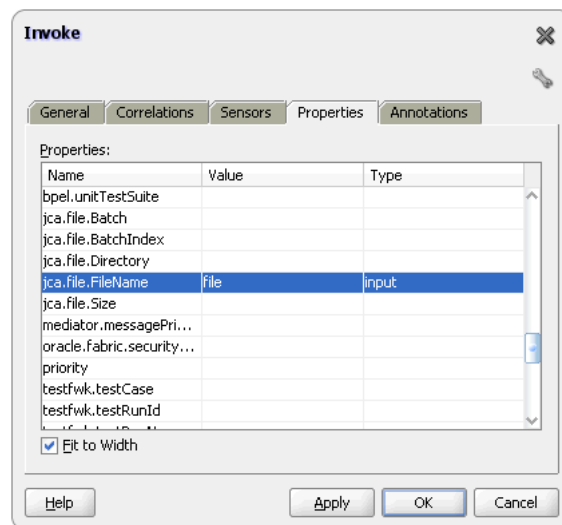 Invoke
General Correlations Sensors Properties Annotations
Properties:
Name Value Type
bpel.unitTestSuite
jca.file.Batch
jca.file.BatchIndex
jca.file.Directory
jca.file.FileName file input
jca.file.Size
mediator.messagePri...
oracle.fabric.security...
priority
testfwk.testCase
testfwk.testRunId
Fit to Width
Help Apply OK Cancel